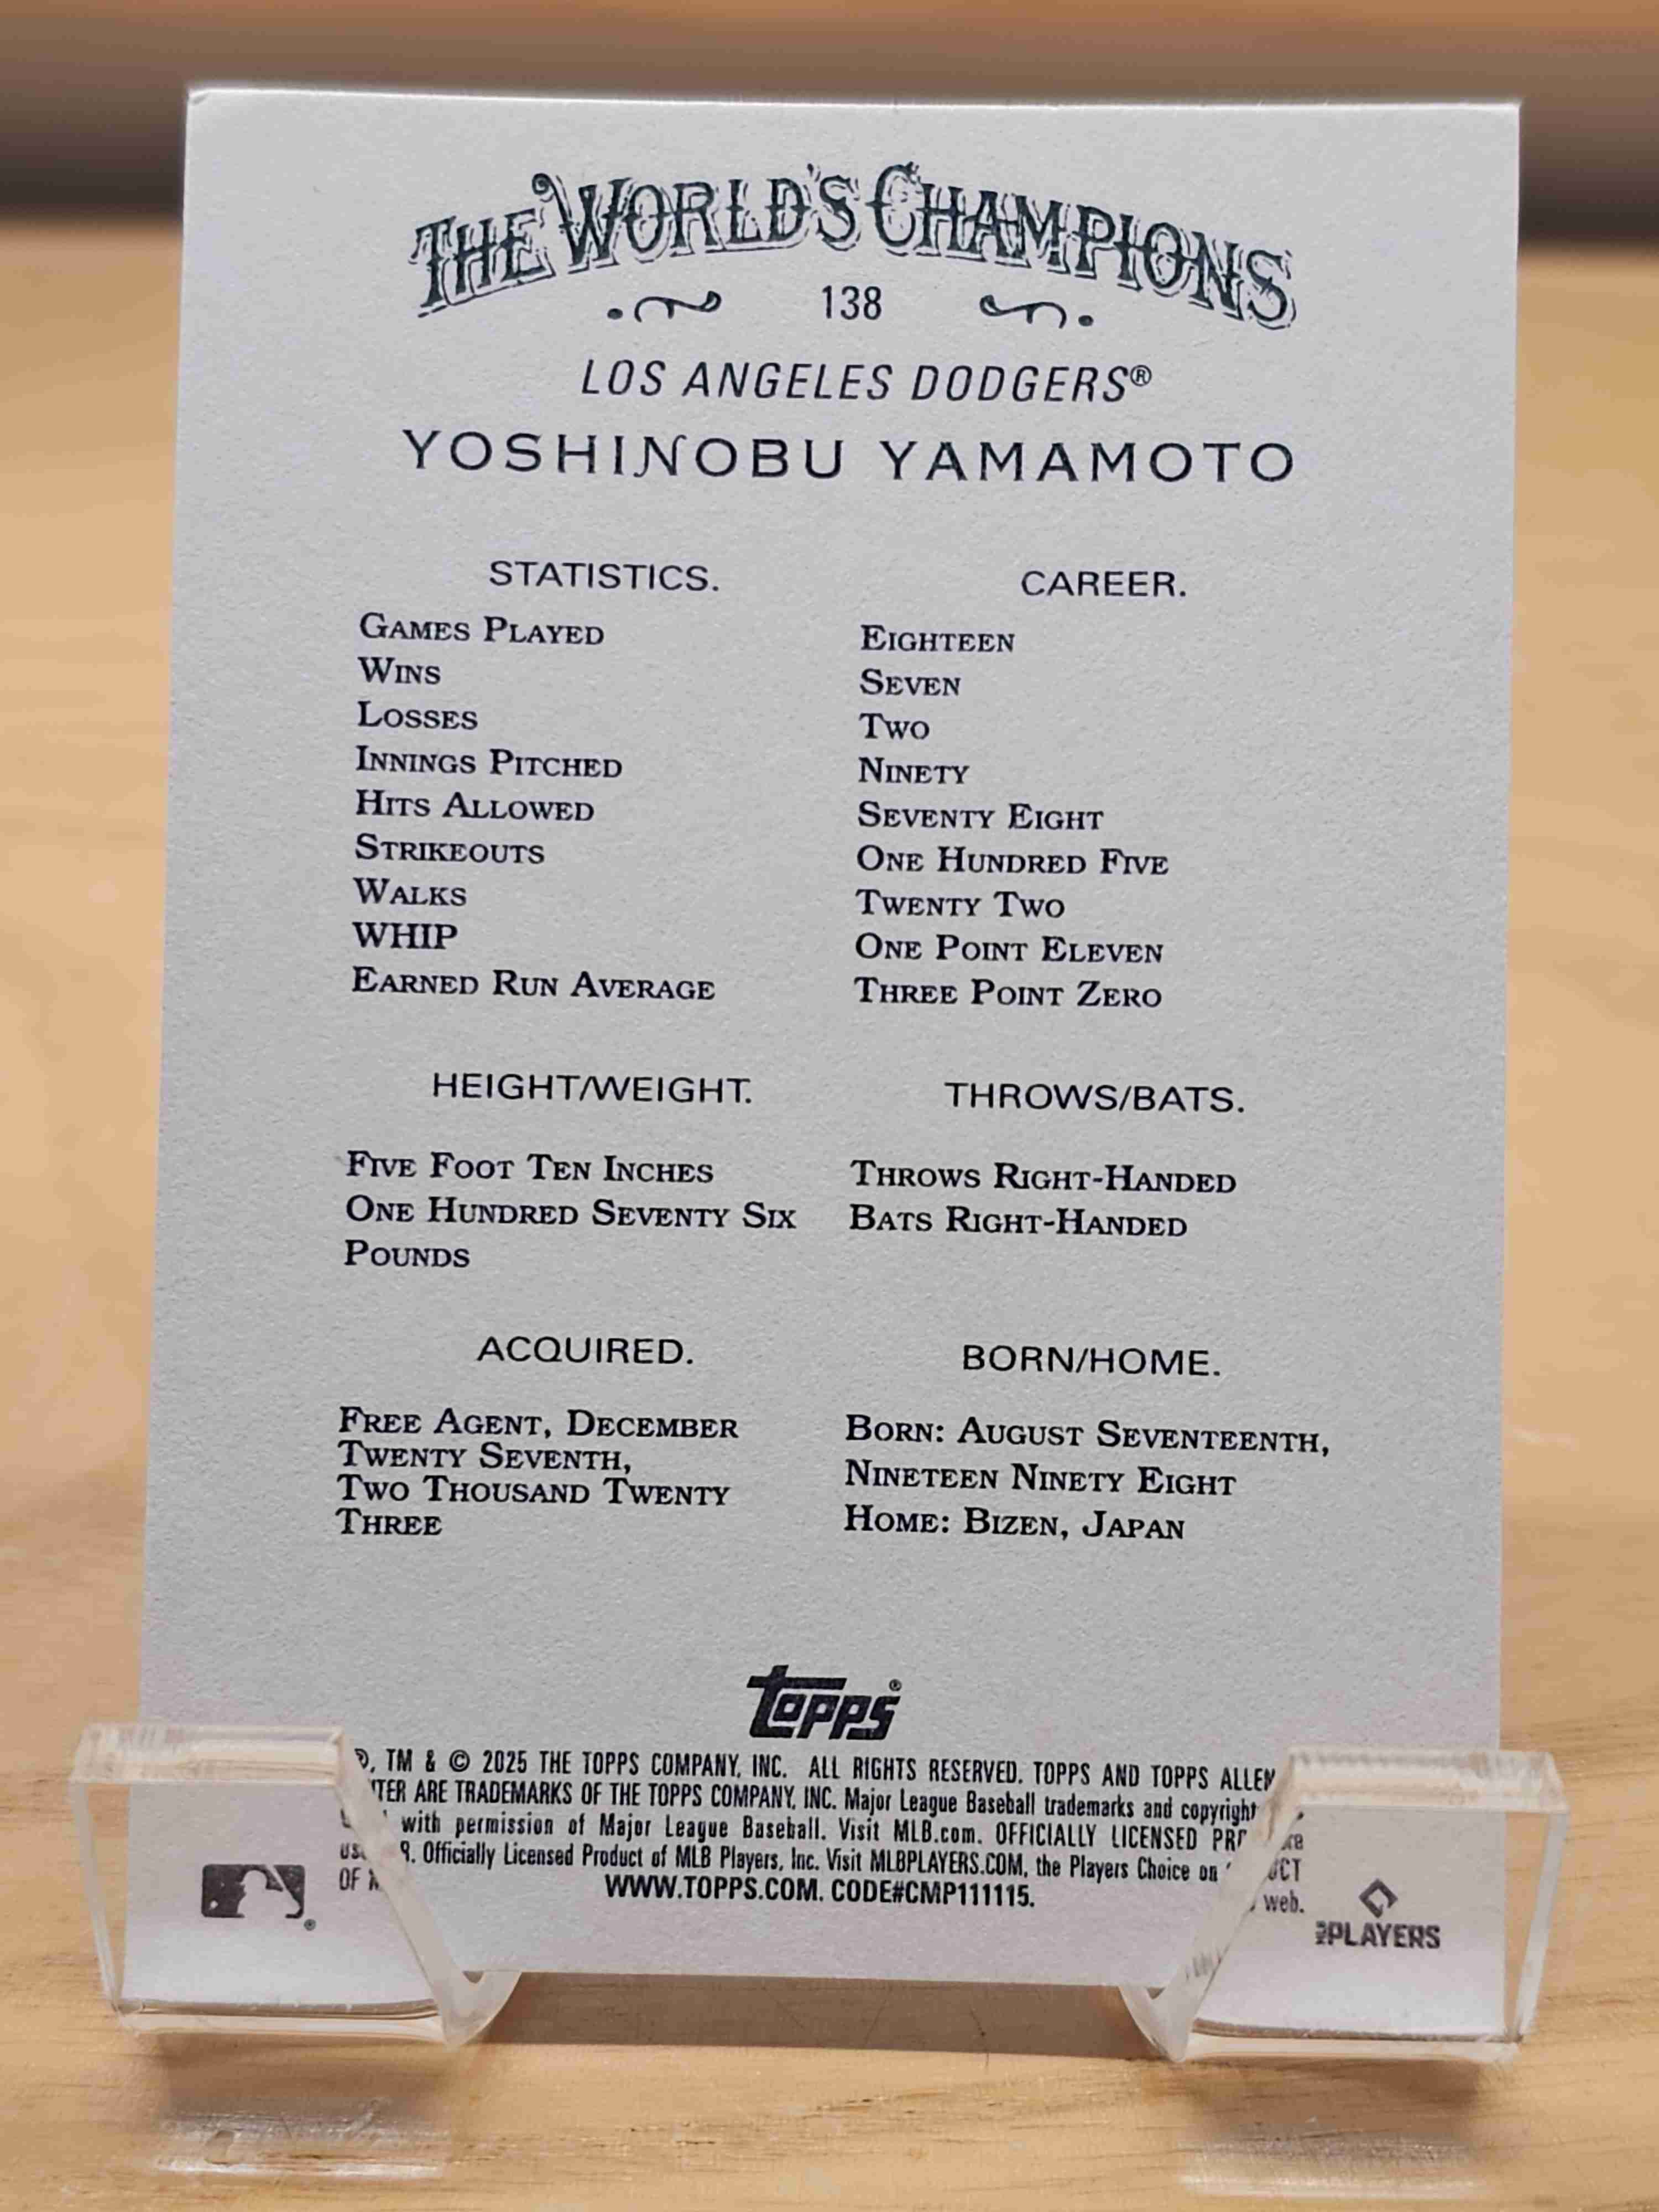 THE WORLD'S CHAMPIONS
138
LOS ANGELES DODGERS®
YOSHINOBU YAMAMOTO
STATISTICS. CAREER.
GAMES PLAYED EIGHTEEN
WINS SEVEN
LOSSES TWO
INNINGS PITCHED NINETY
HITS ALLOWED SEVENTY EIGHT
STRIKEOUTS ONE HUNDRED FIVE
WALKS TWENTY TWO
WHIP ONE POINT ELEVEN
EARNED RUN AVERAGE THREE POINT ZERO
HEIGHT/WEIGHT. THROWS/BATS.
FIVE FOOT TEN INCHES THROWS RIGHT-HANDED
ONE HUNDRED SEVENTY SIX BATS RIGHT-HANDED
POUNDS
ACQUIRED. BORN/HOME.
FREE AGENT, DECEMBER
TWENTY SEVENTH,
TWO THOUSAND TWENTY
THREE
BORN: AUGUST SEVENTEENTH,
NINETEEN NINETY EIGHT
HOME: BIZEN, JAPAN
topps®
TM & © 2025 THE TOPPS COMPANY, INC. ALL RIGHTS RESERVED. TOPPS AND TOPPS ALLEN
ARE TRADEMARKS OF THE TOPPS COMPANY, INC. Major League Baseball trademarks and copyright
with permission of Major League Baseball. Visit MLB.com. OFFICIALLY LICENSED
Officially Licensed Product of MLB Players, Inc. Visit MLBPLAYERS.COM, the Players Choice on web.
WWW.TOPPS.COM. CODE#CMP111115.
PLAYERS